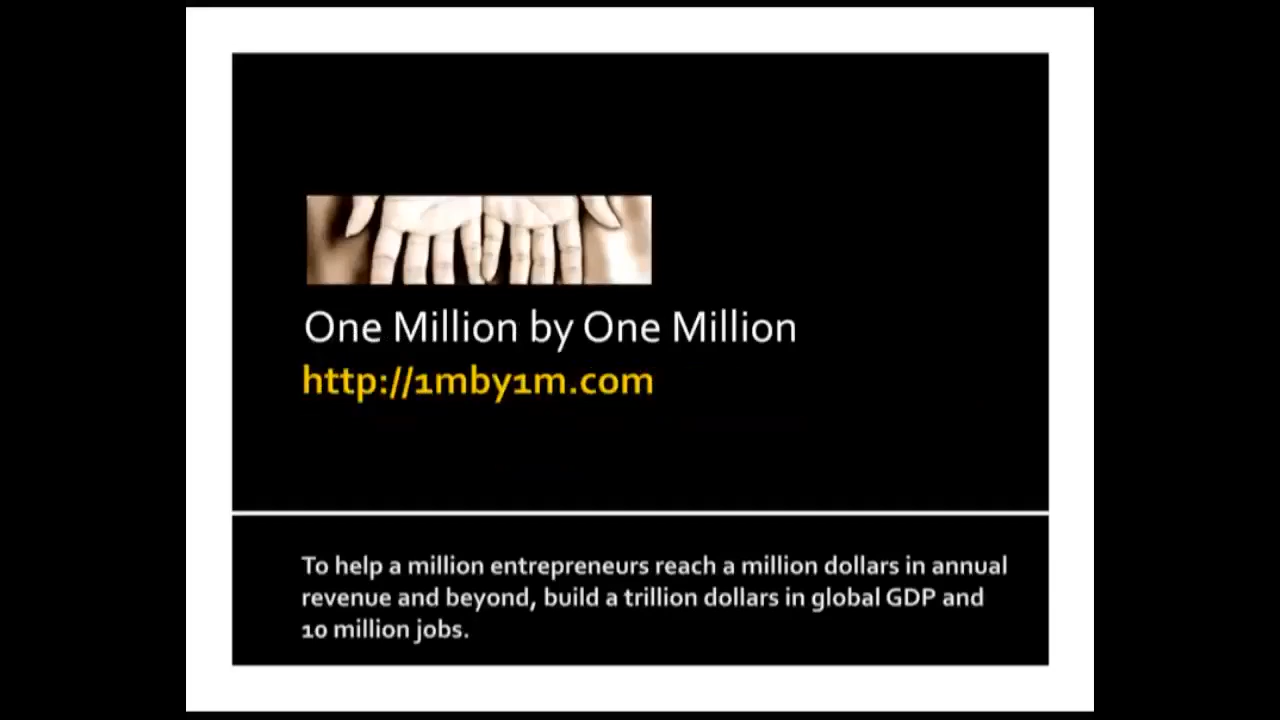 One Million by One Million
http://1mby1m.com
To help a million entrepreneurs reach a million dollars in annual
revenue and beyond, build a trillion dollars in global GDP and
10 million jobs.